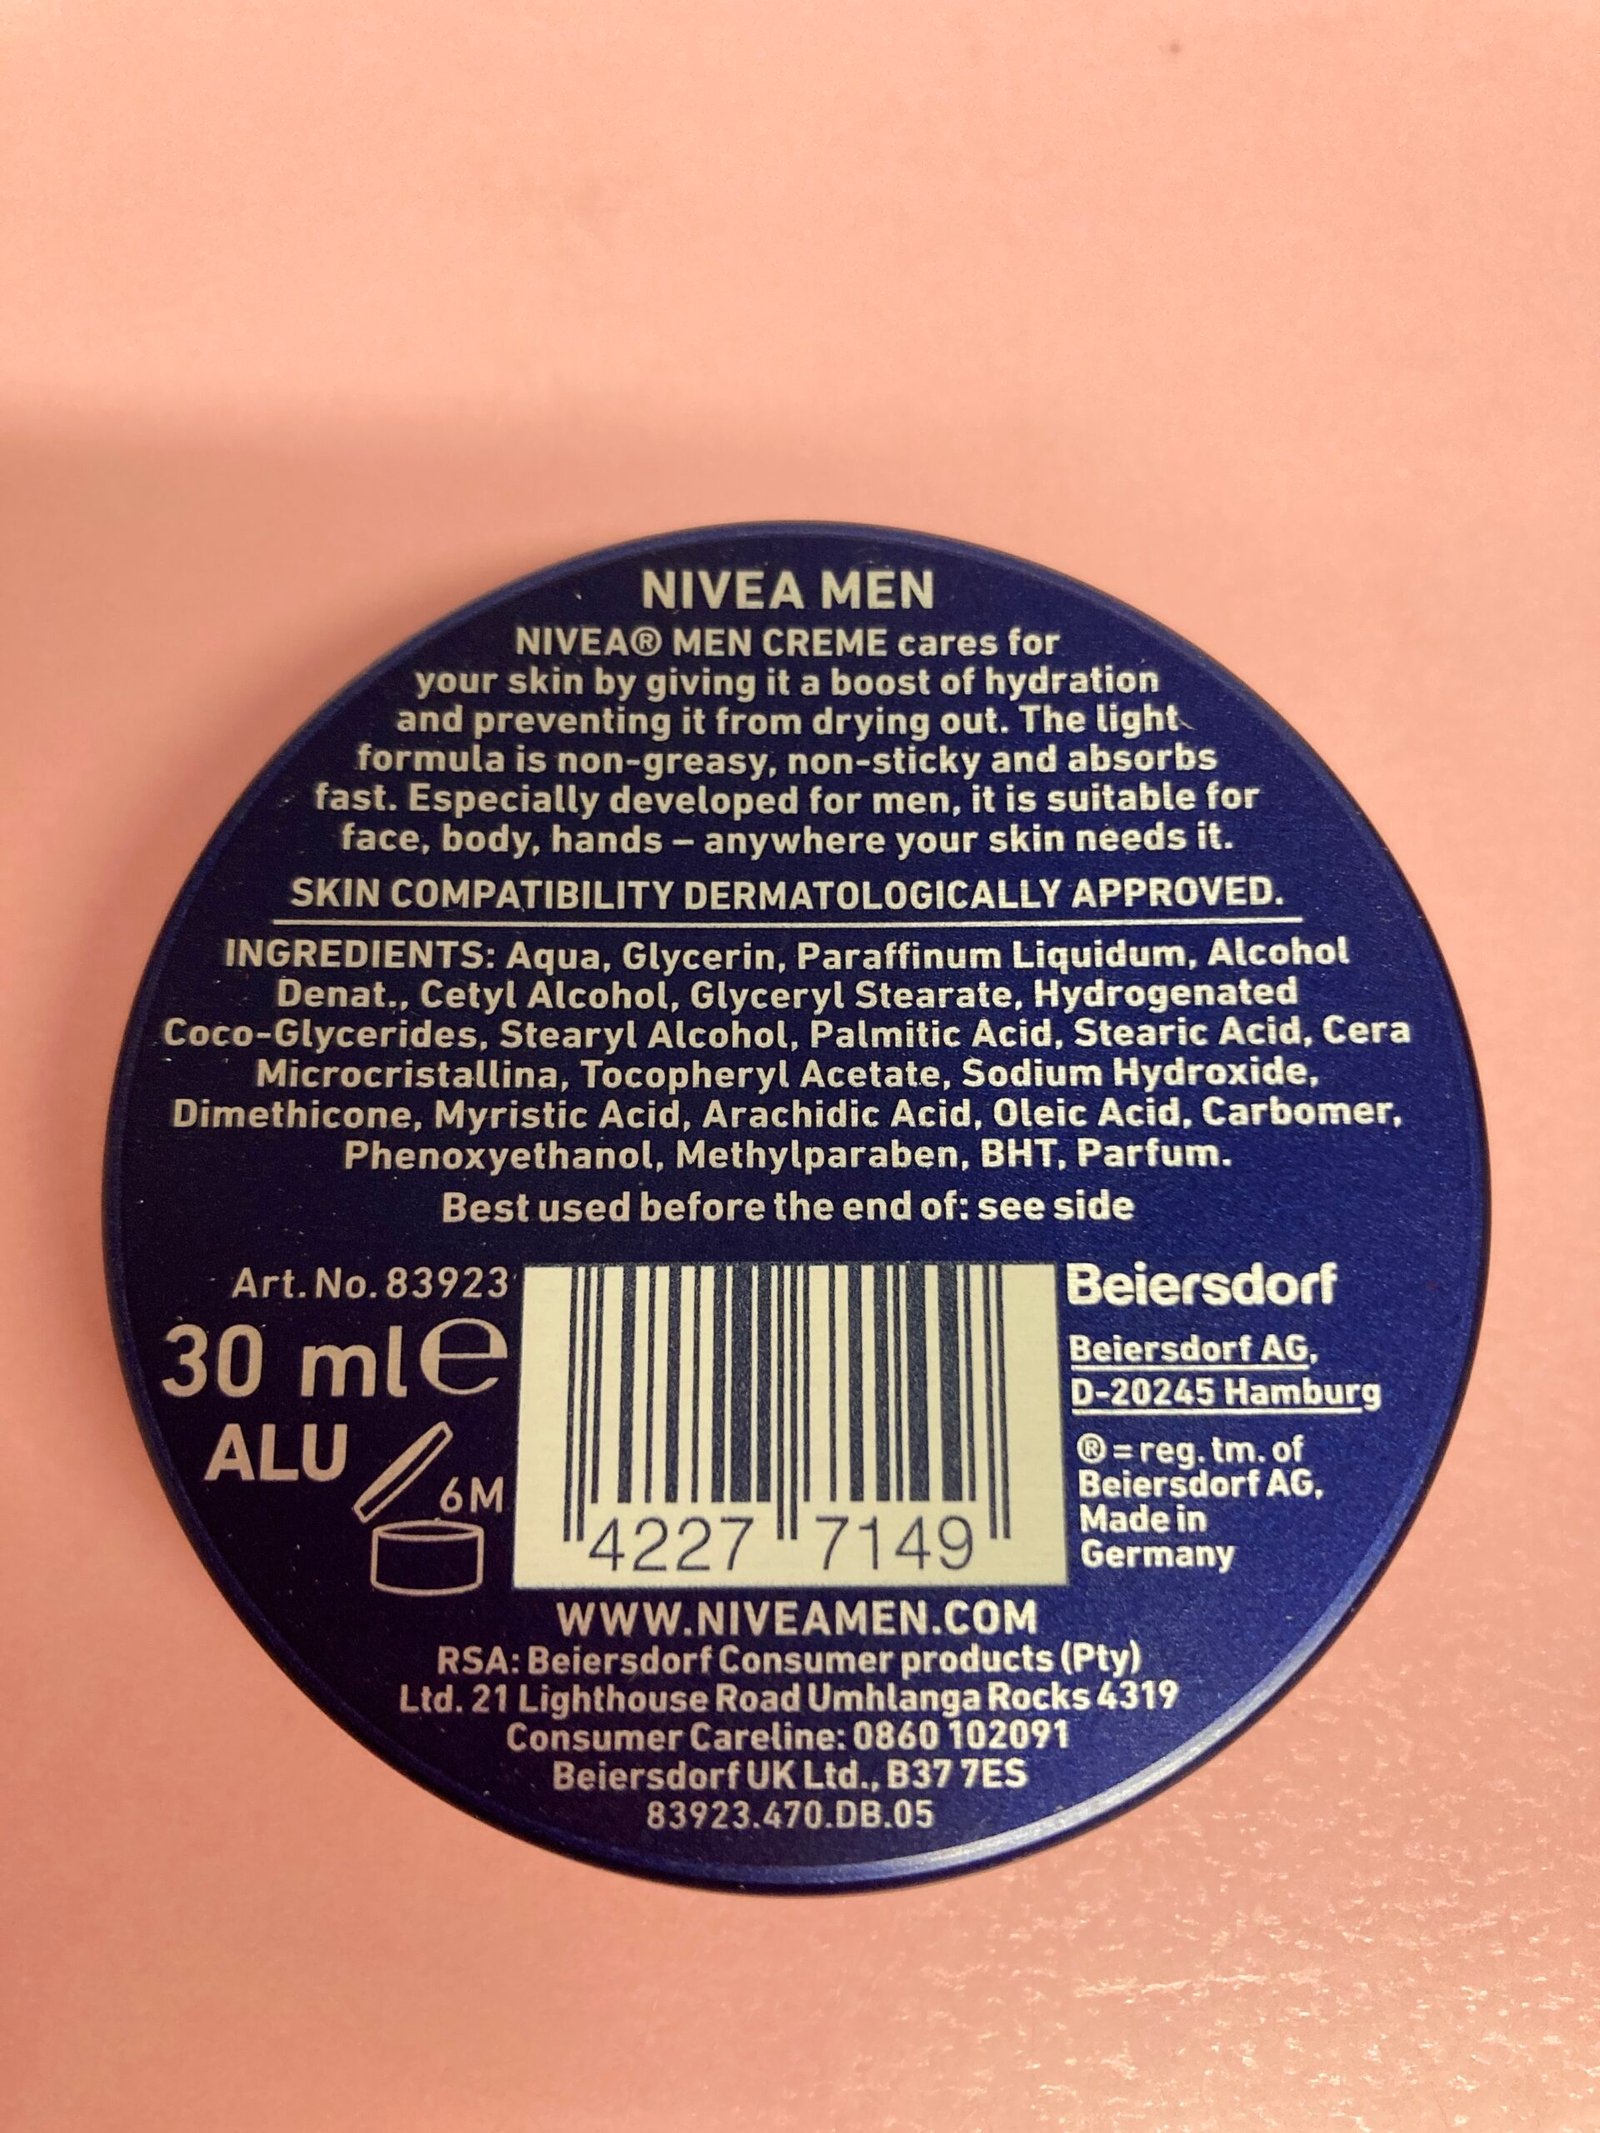 NIVEA MEN
NIVEA® MEN CREME cares for
your skin by giving it a boost of hydration
and preventing it from drying out. The light
formula is non-greasy, non-sticky and absorbs
fast. Especially developed for men, it is suitable for
face, body, hands – anywhere your skin needs it.
SKIN COMPATIBILITY DERMATOLOGICALLY APPROVED.
INGREDIENTS: Aqua, Glycerin, Paraffinum Liquidum, Alcohol
Denat., Cetyl Alcohol, Glyceryl Stearate, Hydrogenated
Coco-Glycerides, Stearyl Alcohol, Palmitic Acid, Stearic Acid, Cera
Microcristallina, Tocopheryl Acetate, Sodium Hydroxide,
Dimethicone, Myristic Acid, Arachidic Acid, Oleic Acid, Carbomer,
Phenoxyethanol, Methylparaben, BHT, Parfum.
Best used before the end of: see side
Art. No. 83923
30 ml ℮
ALU
6M
4227 7149
Beiersdorf
Beiersdorf AG,
D-20245 Hamburg
® = reg. tm. of
Beiersdorf AG,
Made in
Germany
WWW.NIVEAMEN.COM
RSA: Beiersdorf Consumer products (Pty)
Ltd. 21 Lighthouse Road Umhlanga Rocks 4319
Consumer Careline: 0860 102091
Beiersdorf UK Ltd., B37 7ES
83923.470.DB.05